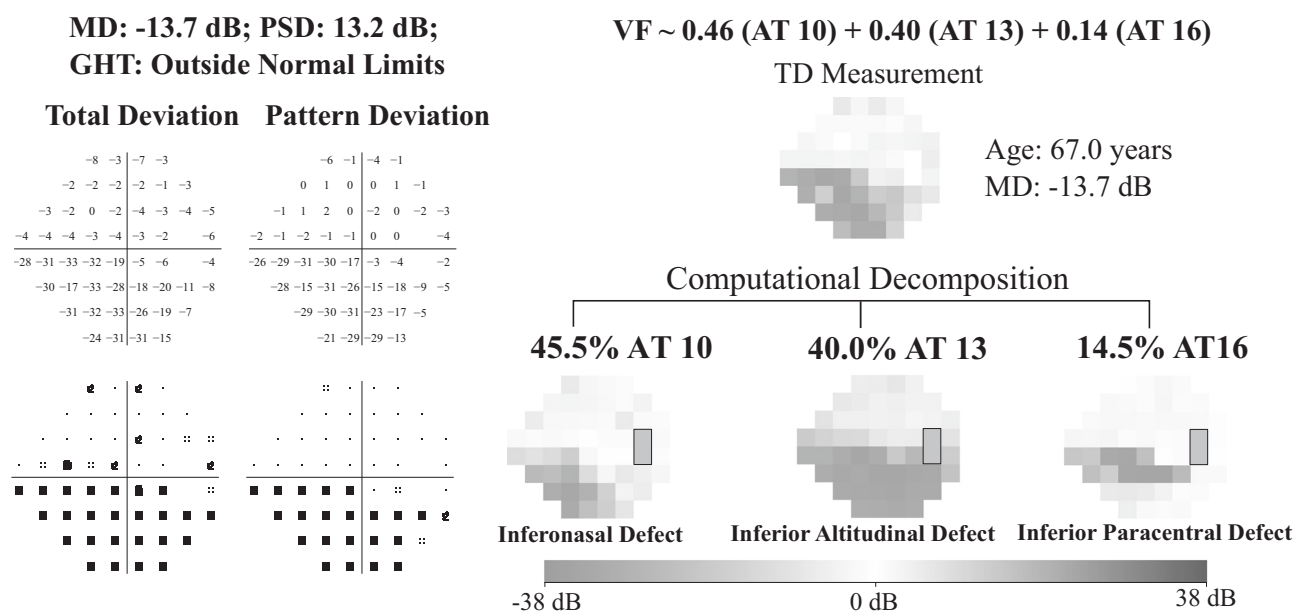 MD: -13.7 dB; PSD: 13.2 dB;
GHT: Outside Normal Limits
Total Deviation Pattern Deviation
−8 −3 −7 −3
−2 −2 −2 −2 −1 −3
−3 −2 0 −2 −4 −3 −4 −5
−4 −4 −4 −3 −4 −3 −2 −6
−28 −31 −33 −32 −19 −5 −6 −4
−30 −17 −33 −28 −18 −20 −11 −8
−31 −32 −33 −26 −19 −7
−24 −31 −31 −15
−6 −1 −4 −1
0 1 0 0 1 −1
−1 1 2 0 −2 0 −2 −3
−2 −1 −2 −1 −1 0 0 −4
−26 −29 −31 −30 −17 −3 −4 −2
−28 −15 −31 −26 −15 −18 −9 −5
−29 −30 −31 −23 −17 −5
−21 −29 −29 −13
VF ~ 0.46 (AT 10) + 0.40 (AT 13) + 0.14 (AT 16)
TD Measurement
Age: 67.0 years
MD: -13.7 dB
Computational Decomposition
45.5% AT 10 40.0% AT 13 14.5% AT16
Inferonasal Defect Inferior Altitudinal Defect Inferior Paracentral Defect
-38 dB 0 dB 38 dB